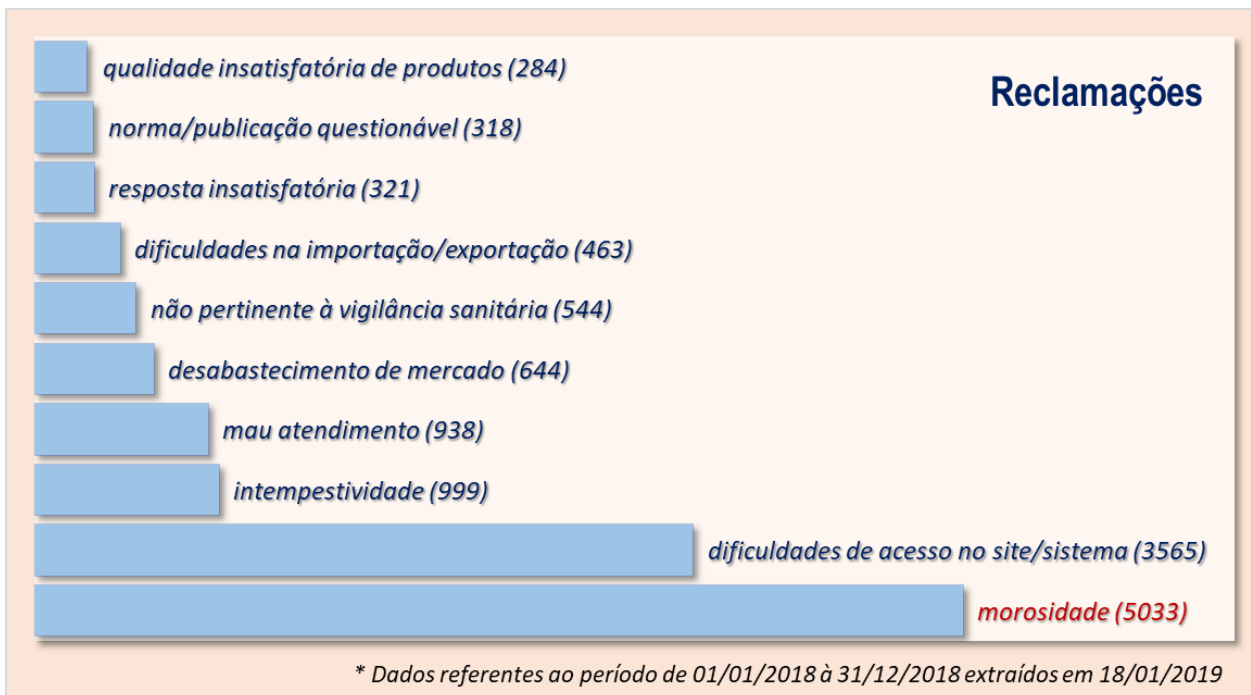 qualidade insatisfatória de produtos (284)
Reclamações
norma/publicação questionável (318)
resposta insatisfatória (321)
dificuldades na importação/exportação (463)
não pertinente à vigilância sanitária (544)
desabastecimento de mercado (644)
mau atendimento (938)
intempestividade (999)
dificuldades de acesso no site/sistema (3565)
morosidade (5033)
* Dados referentes ao período de 01/01/2018 à 31/12/2018 extraídos em 18/01/2019